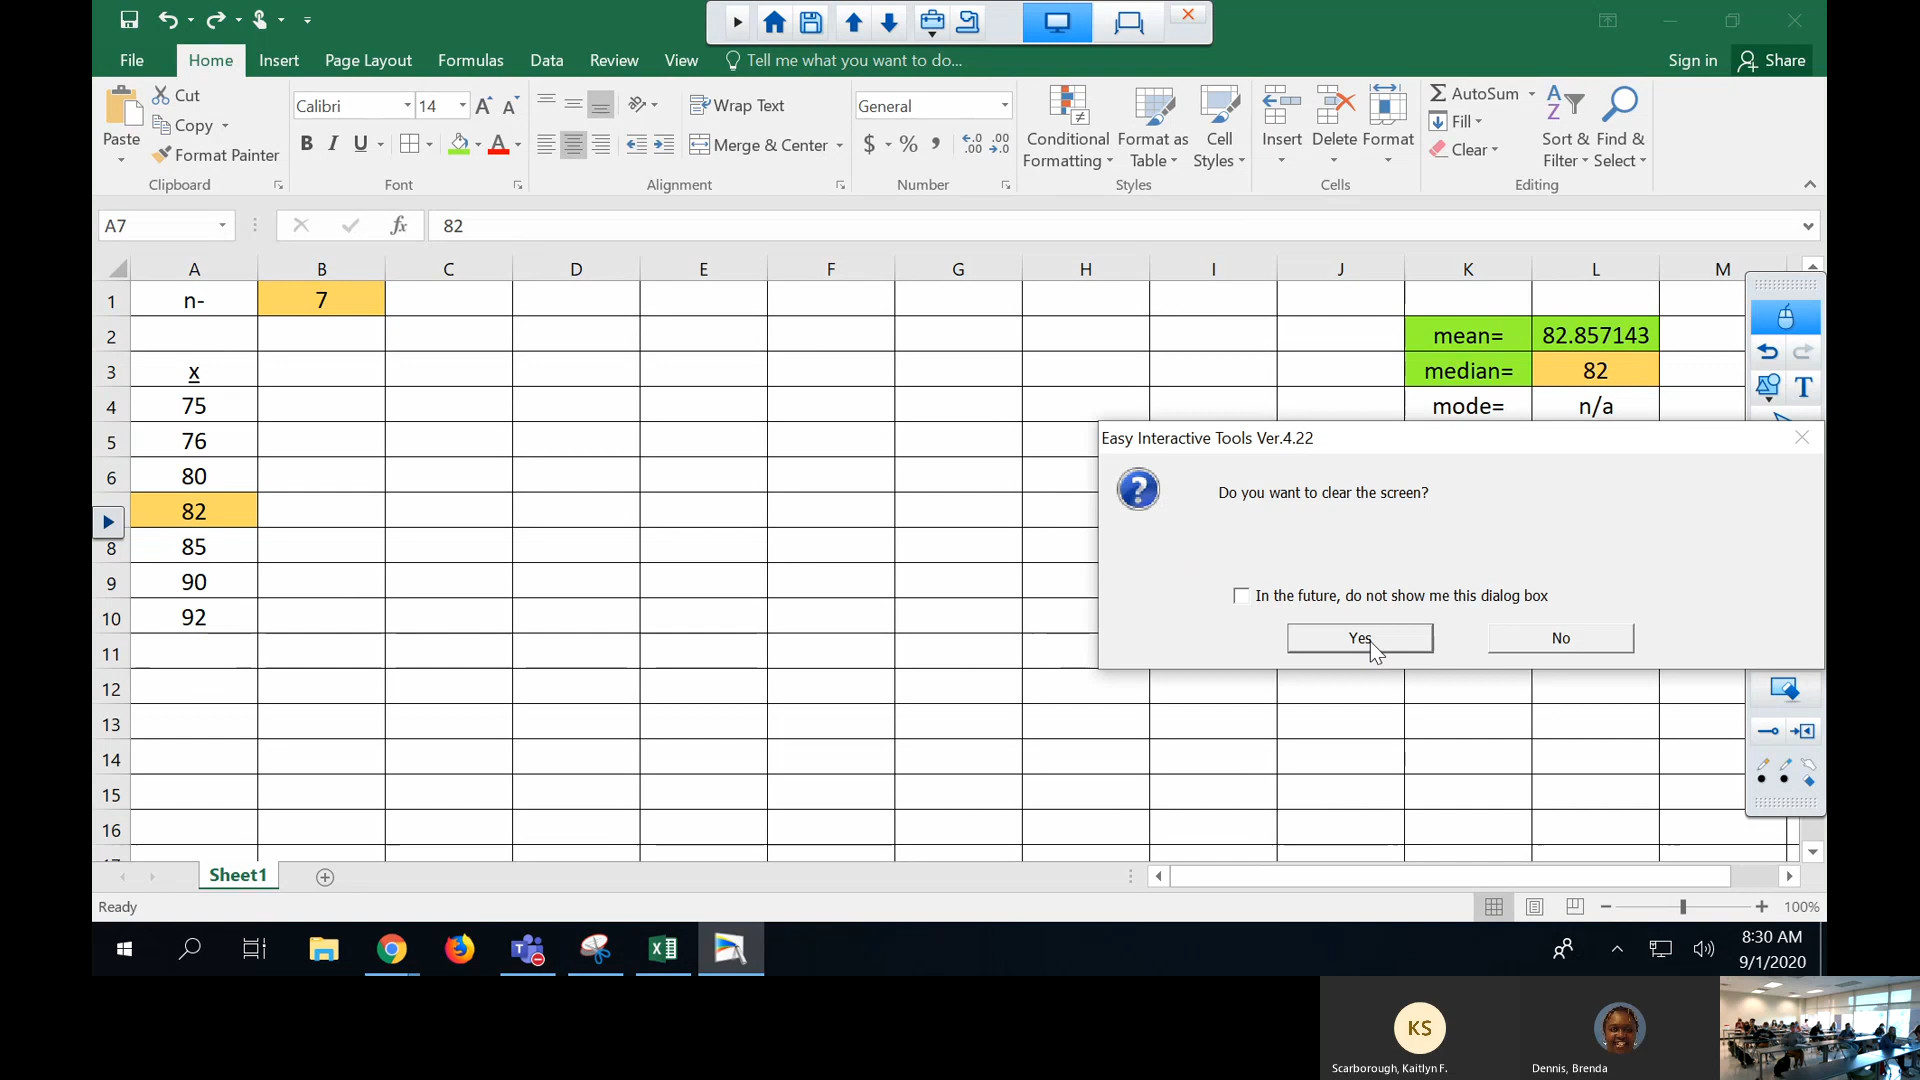 File Home Insert Page Layout Formulas Data Review View Tell me what you want to do... Sign in Share
Cut
Copy
Format Painter
Paste
Clipboard
Calibri 14
B I U
Font
Wrap Text
Merge & Center
Alignment
General
$ % ,
Number
Conditional Formatting
Format as Table
Cell Styles
Styles
Insert Delete Format
Cells
AutoSum
Fill
Clear
Sort & Filter
Find & Select
Editing
A7 fx 82
A B C D E F G H I J K L M
1 n- 7
2 mean= 82.857143
3 x median= 82
4 75 mode= n/a
5 76
6 80
82
8 85
9 90
10 92
11
12
13
14
15
16
Easy Interactive Tools Ver.4.22
Do you want to clear the screen?
In the future, do not show me this dialog box
Yes No
T
Sheet1
Ready 100%
8:30 AM
9/1/2020
KS
Scarborough, Kaitlyn F. Dennis, Brenda